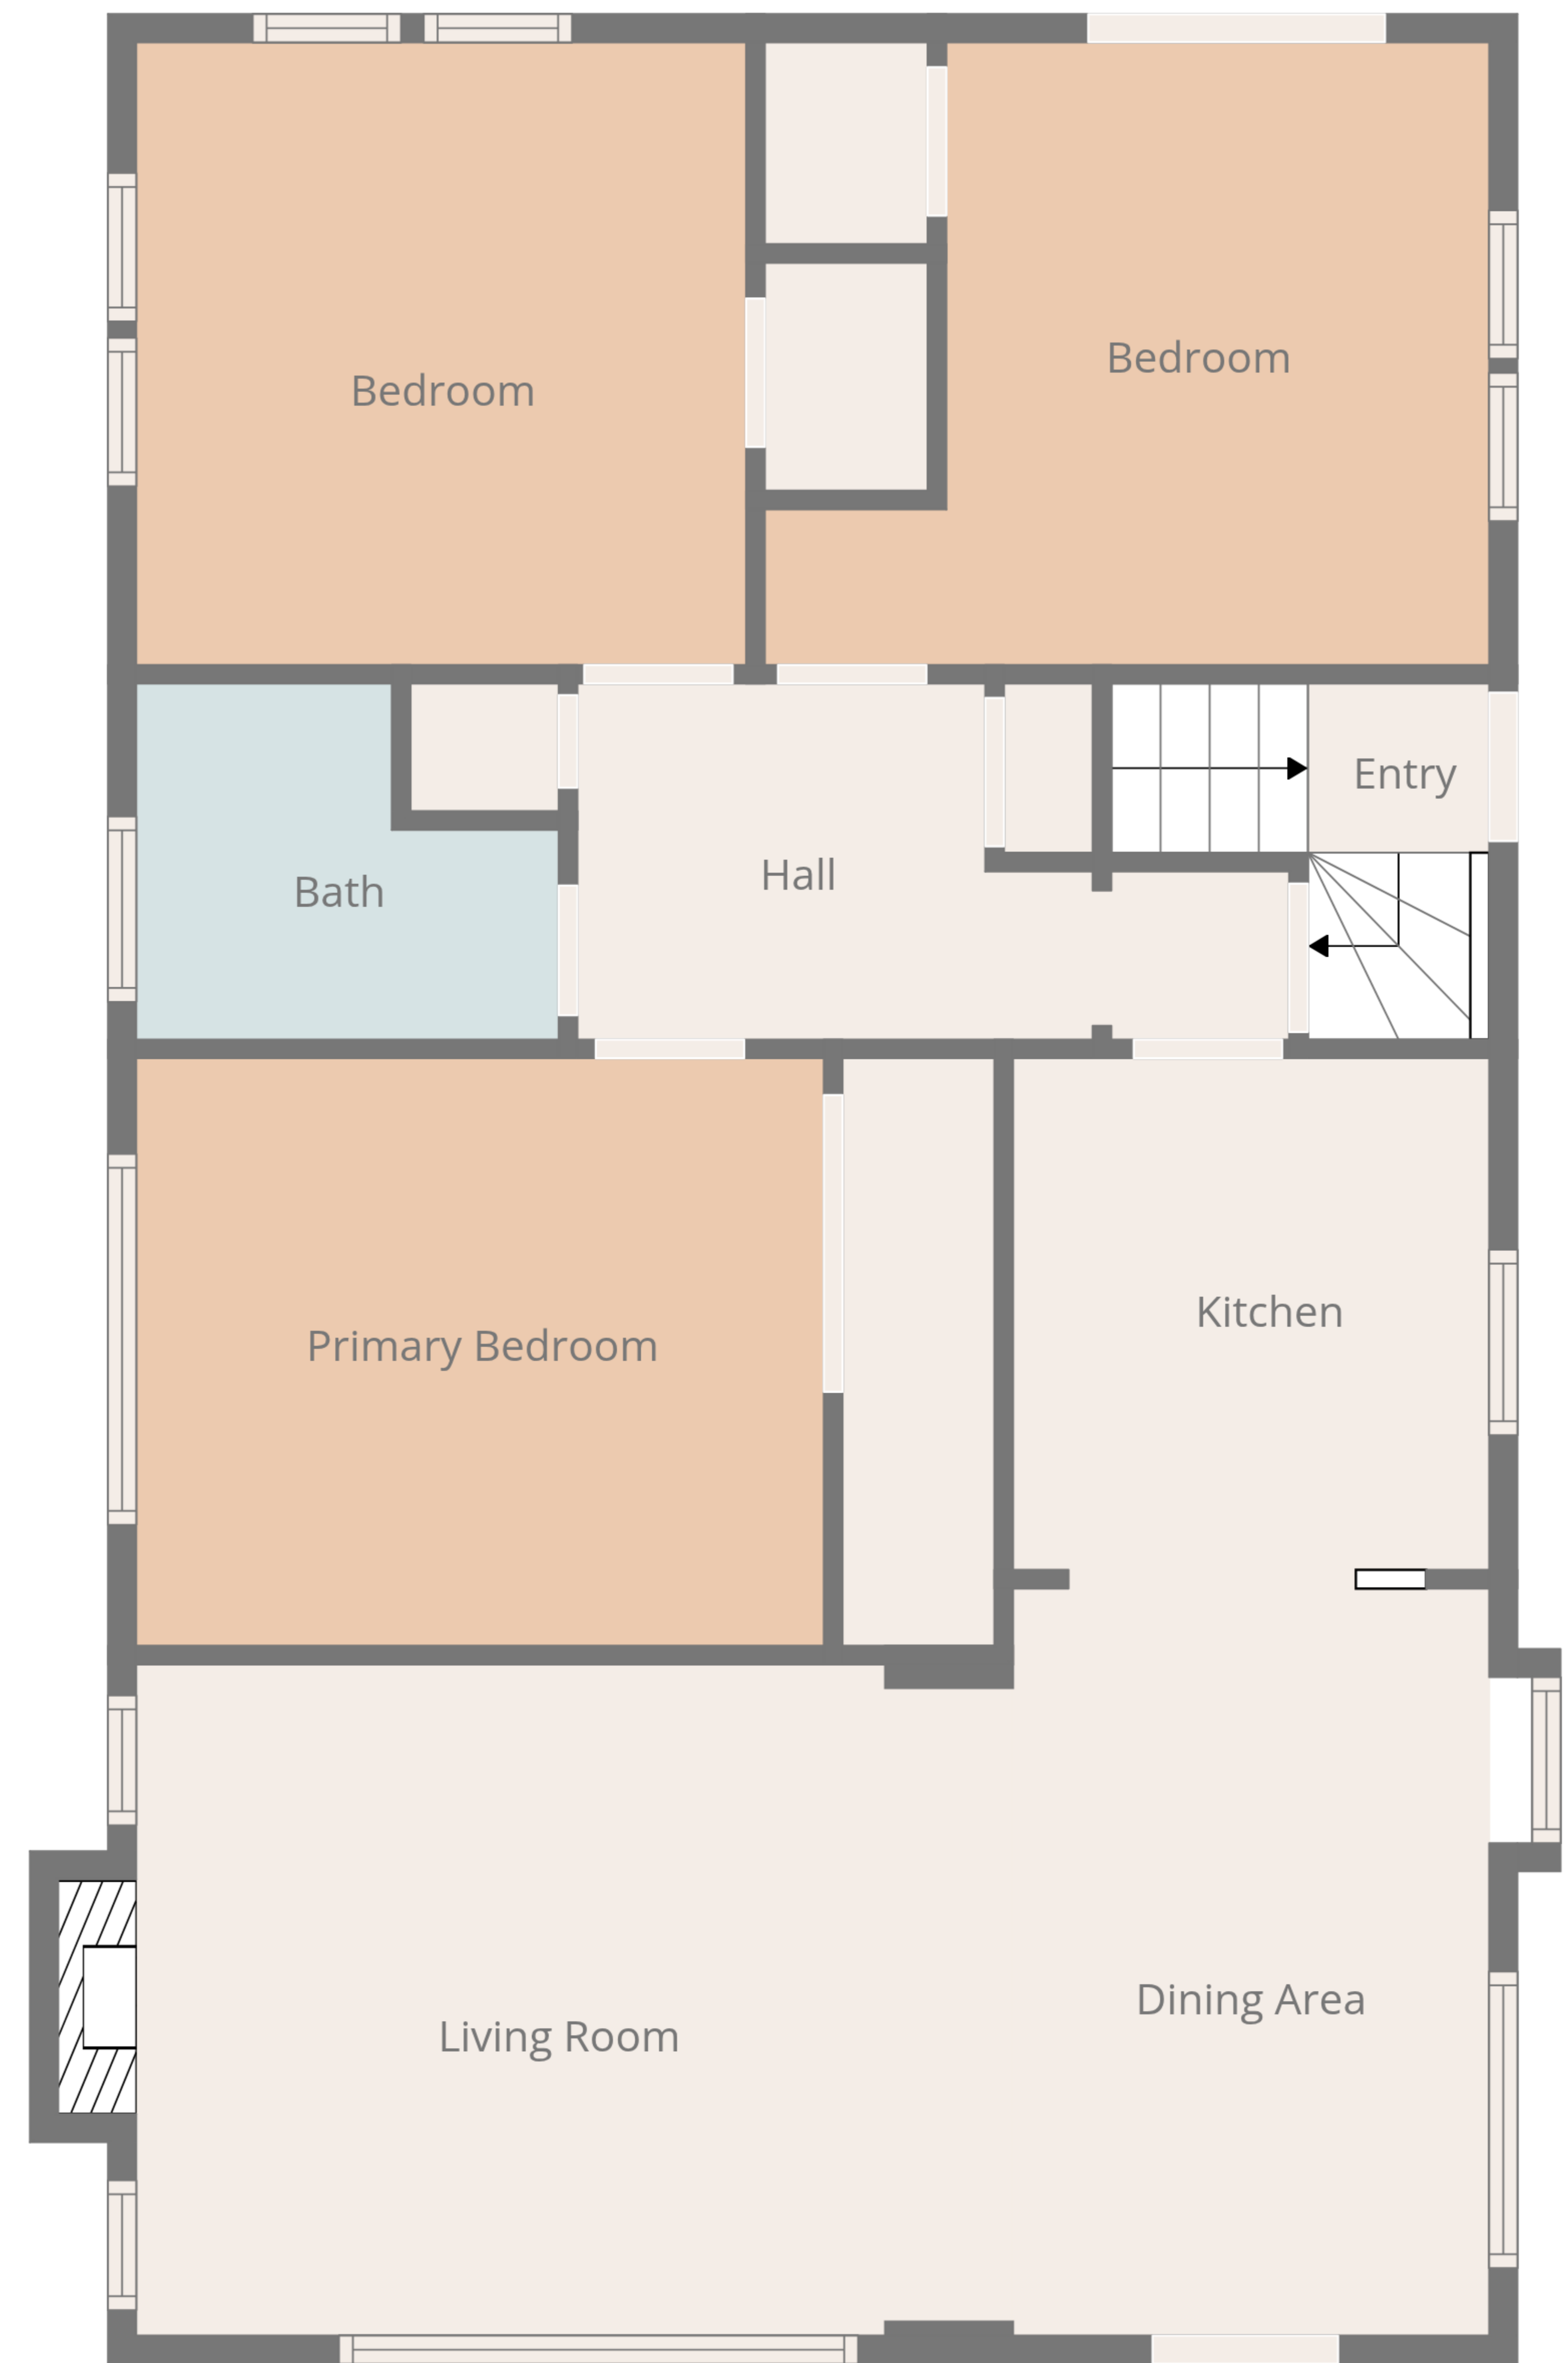 Bedroom
Bedroom
Entry
Hall
Bath
Kitchen
Primary Bedroom
Dining Area
Living Room